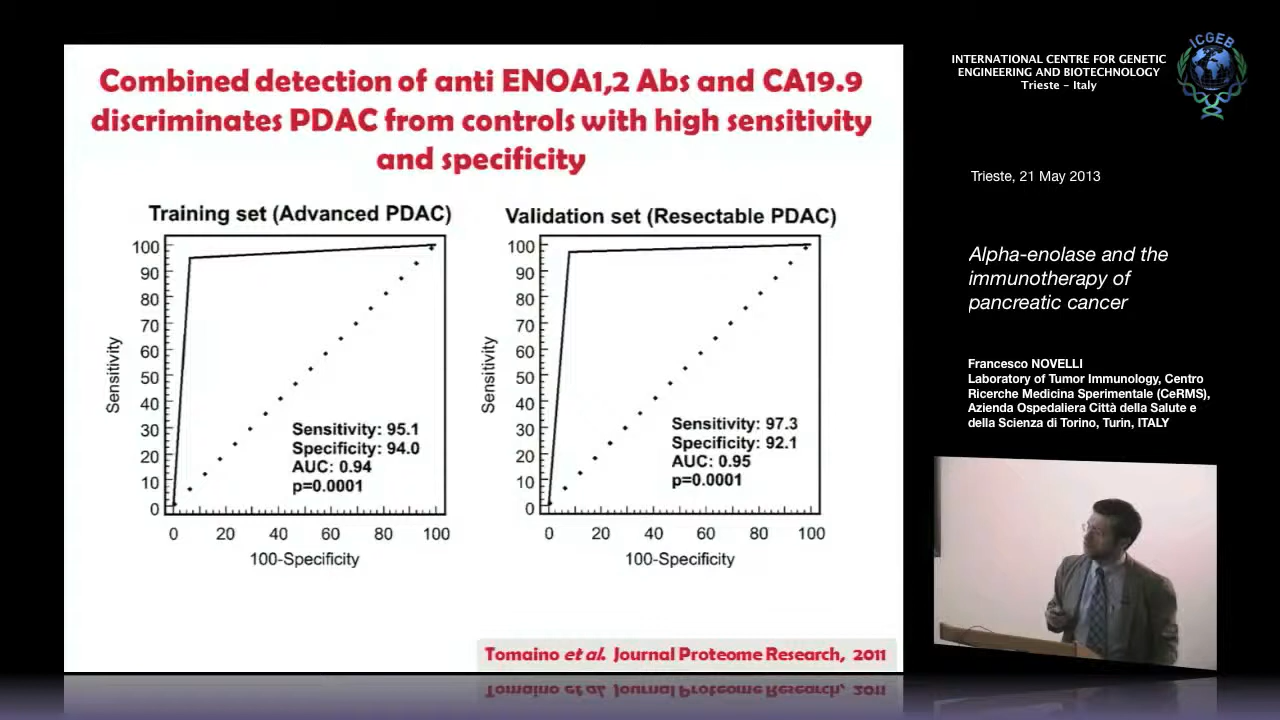 Combined detection of anti ENOA1,2 Abs and CA19.9
discriminates PDAC from controls with high sensitivity
and specificity
Training set (Advanced PDAC)
100
90
80
70
60
50
40
30
20
10
0
Sensitivity
Sensitivity: 95.1
Specificity: 94.0
AUC: 0.94
p=0.0001
0 20 40 60 80 100
100-Specificity
Validation set (Resectable PDAC)
100
90
80
70
60
50
40
30
20
10
0
Sensitivity
Sensitivity: 97.3
Specificity: 92.1
AUC: 0.95
p=0.0001
0 20 40 60 80 100
100-Specificity
Tomaino et al. Journal Proteome Research, 2011
INTERNATIONAL CENTRE FOR GENETIC
ENGINEERING AND BIOTECHNOLOGY
Trieste - Italy
ICGEB
Trieste, 21 May 2013
Alpha-enolase and the
immunotherapy of
pancreatic cancer
Francesco NOVELLI
Laboratory of Tumor Immunology, Centro
Ricerche Medicina Sperimentale (CeRMS),
Azienda Ospedaliera Città della Salute e
della Scienza di Torino, Turin, ITALY